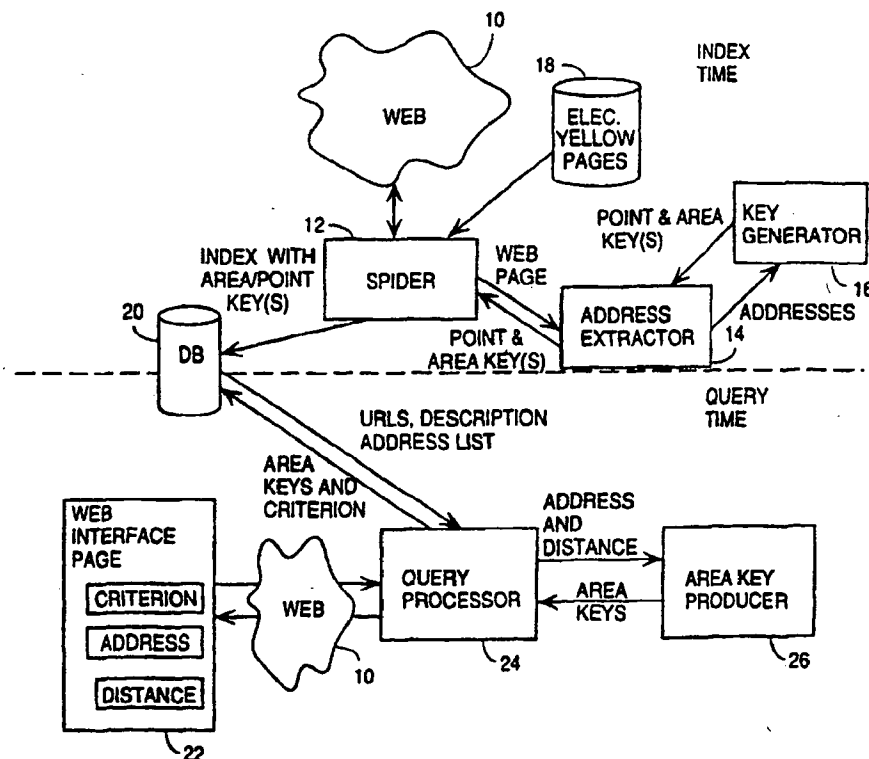 10
INDEX
TIME
18
WEB
ELEC.
YELLOW
PAGES
12
POINT & AREA
KEY(S)
KEY
GENERATOR
16
INDEX WITH
AREA/POINT
KEY(S)
SPIDER
WEB
PAGE
ADDRESS
EXTRACTOR
ADDRESSES
14
20
DB
POINT &
AREA KEY(S)
QUERY
TIME
URLS, DESCRIPTION
ADDRESS LIST
AREA
KEYS AND
CRITERION
WEB
INTERFACE
PAGE
CRITERION
ADDRESS
DISTANCE
22
WEB
10
QUERY
PROCESSOR
24
ADDRESS
AND
DISTANCE
AREA
KEYS
AREA KEY
PRODUCER
26